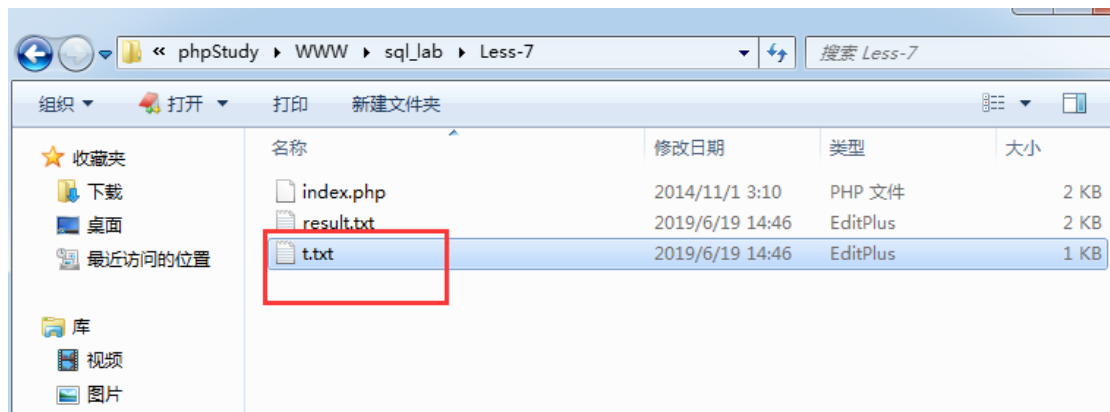 « phpStudy ▸ WWW ▸ sql_lab ▸ Less-7
搜索 Less-7
组织 打开 打印 新建文件夹
名称 修改日期 类型 大小
收藏夹
下载
桌面
最近访问的位置
库
视频
图片
index.php 2014/11/1 3:10 PHP 文件 2 KB
result.txt 2019/6/19 14:46 EditPlus 2 KB
t.txt 2019/6/19 14:46 EditPlus 1 KB